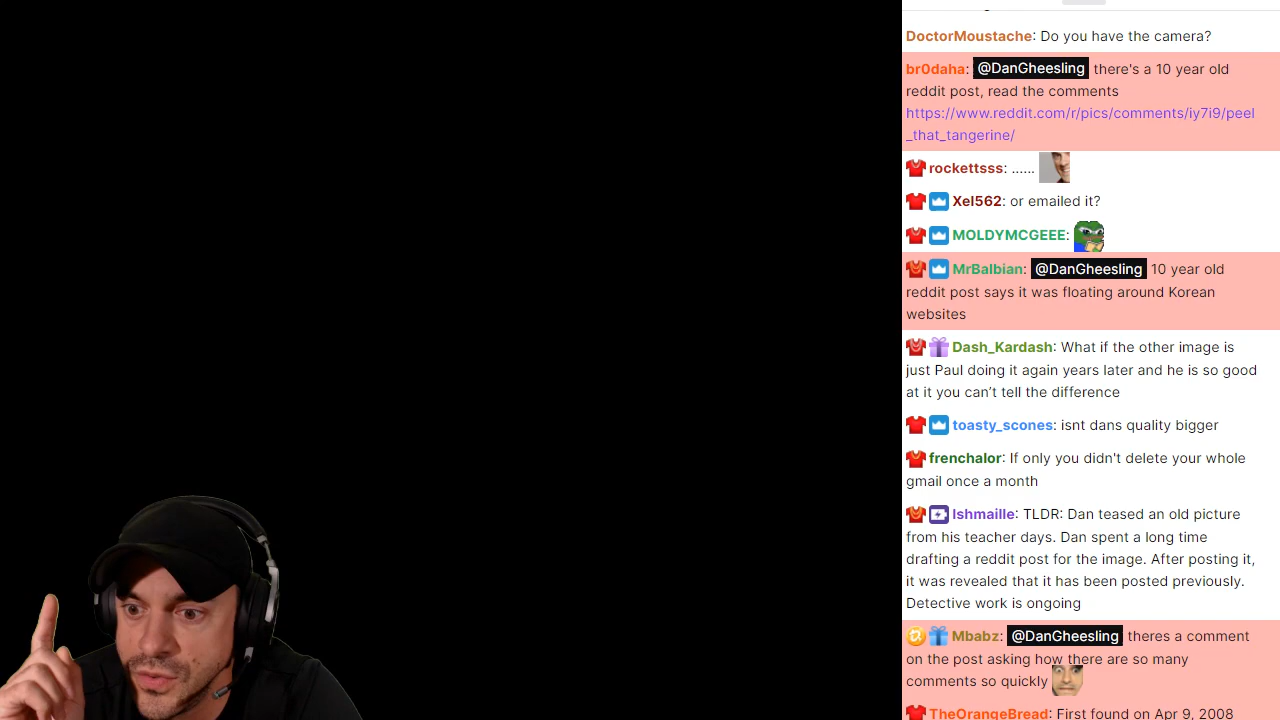 DoctorMoustache: Do you have the camera?
br0daha: @DanGheesling there's a 10 year old
reddit post, read the comments
https://www.reddit.com/r/pics/comments/iy7i9/peel
_that_tangerine/
rockettsss: ......
Xel562: or emailed it?
MOLDYMCGEEE:
MrBalbian: @DanGheesling 10 year old
reddit post says it was floating around Korean
websites
Dash_Kardash: What if the other image is
just Paul doing it again years later and he is so good
at it you can’t tell the difference
toasty_scones: isnt dans quality bigger
frenchalor: If only you didn't delete your whole
gmail once a month
Ishmaille: TLDR: Dan teased an old picture
from his teacher days. Dan spent a long time
drafting a reddit post for the image. After posting it,
it was revealed that it has been posted previously.
Detective work is ongoing
Mbabz: @DanGheesling theres a comment
on the post asking how there are so many
comments so quickly
TheOrangeBread: First found on Apr 9, 2008